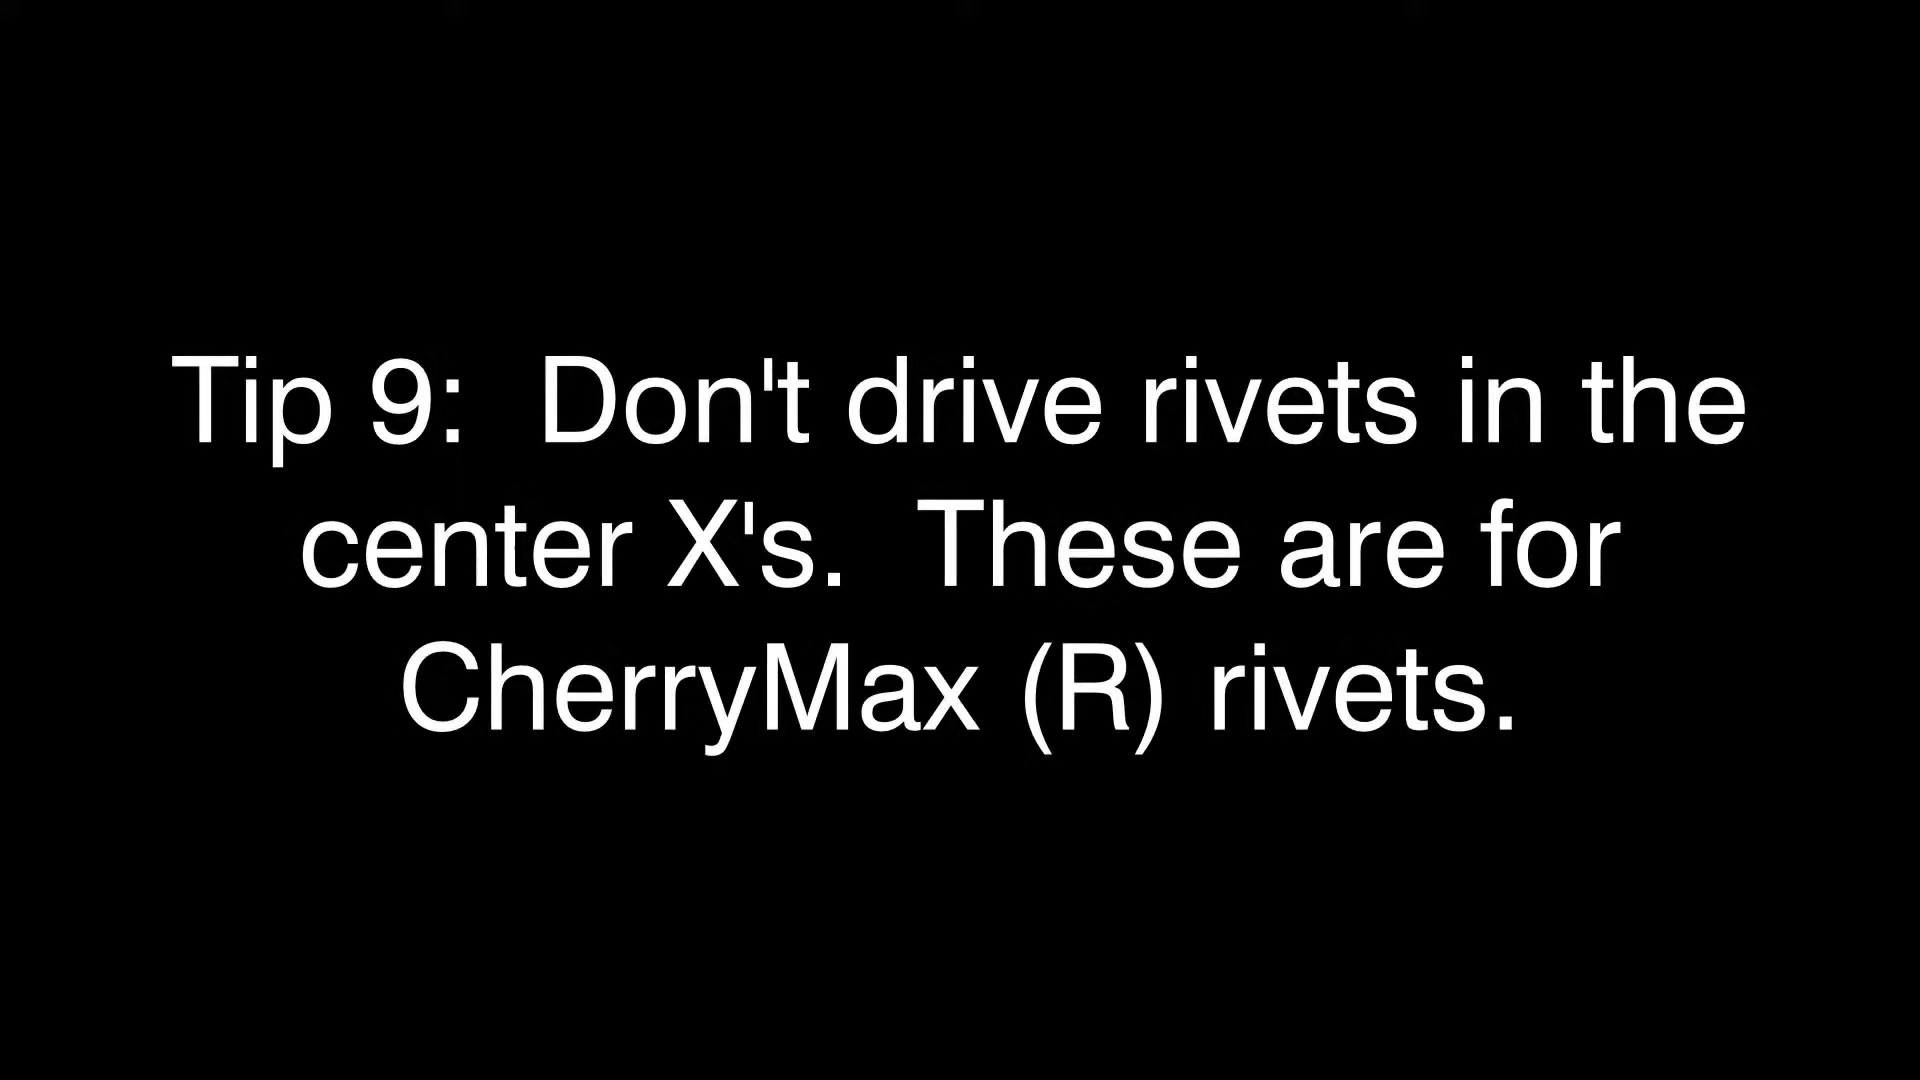 Tip 9:  Don't drive rivets in the
center X's.  These are for
CherryMax (R) rivets.